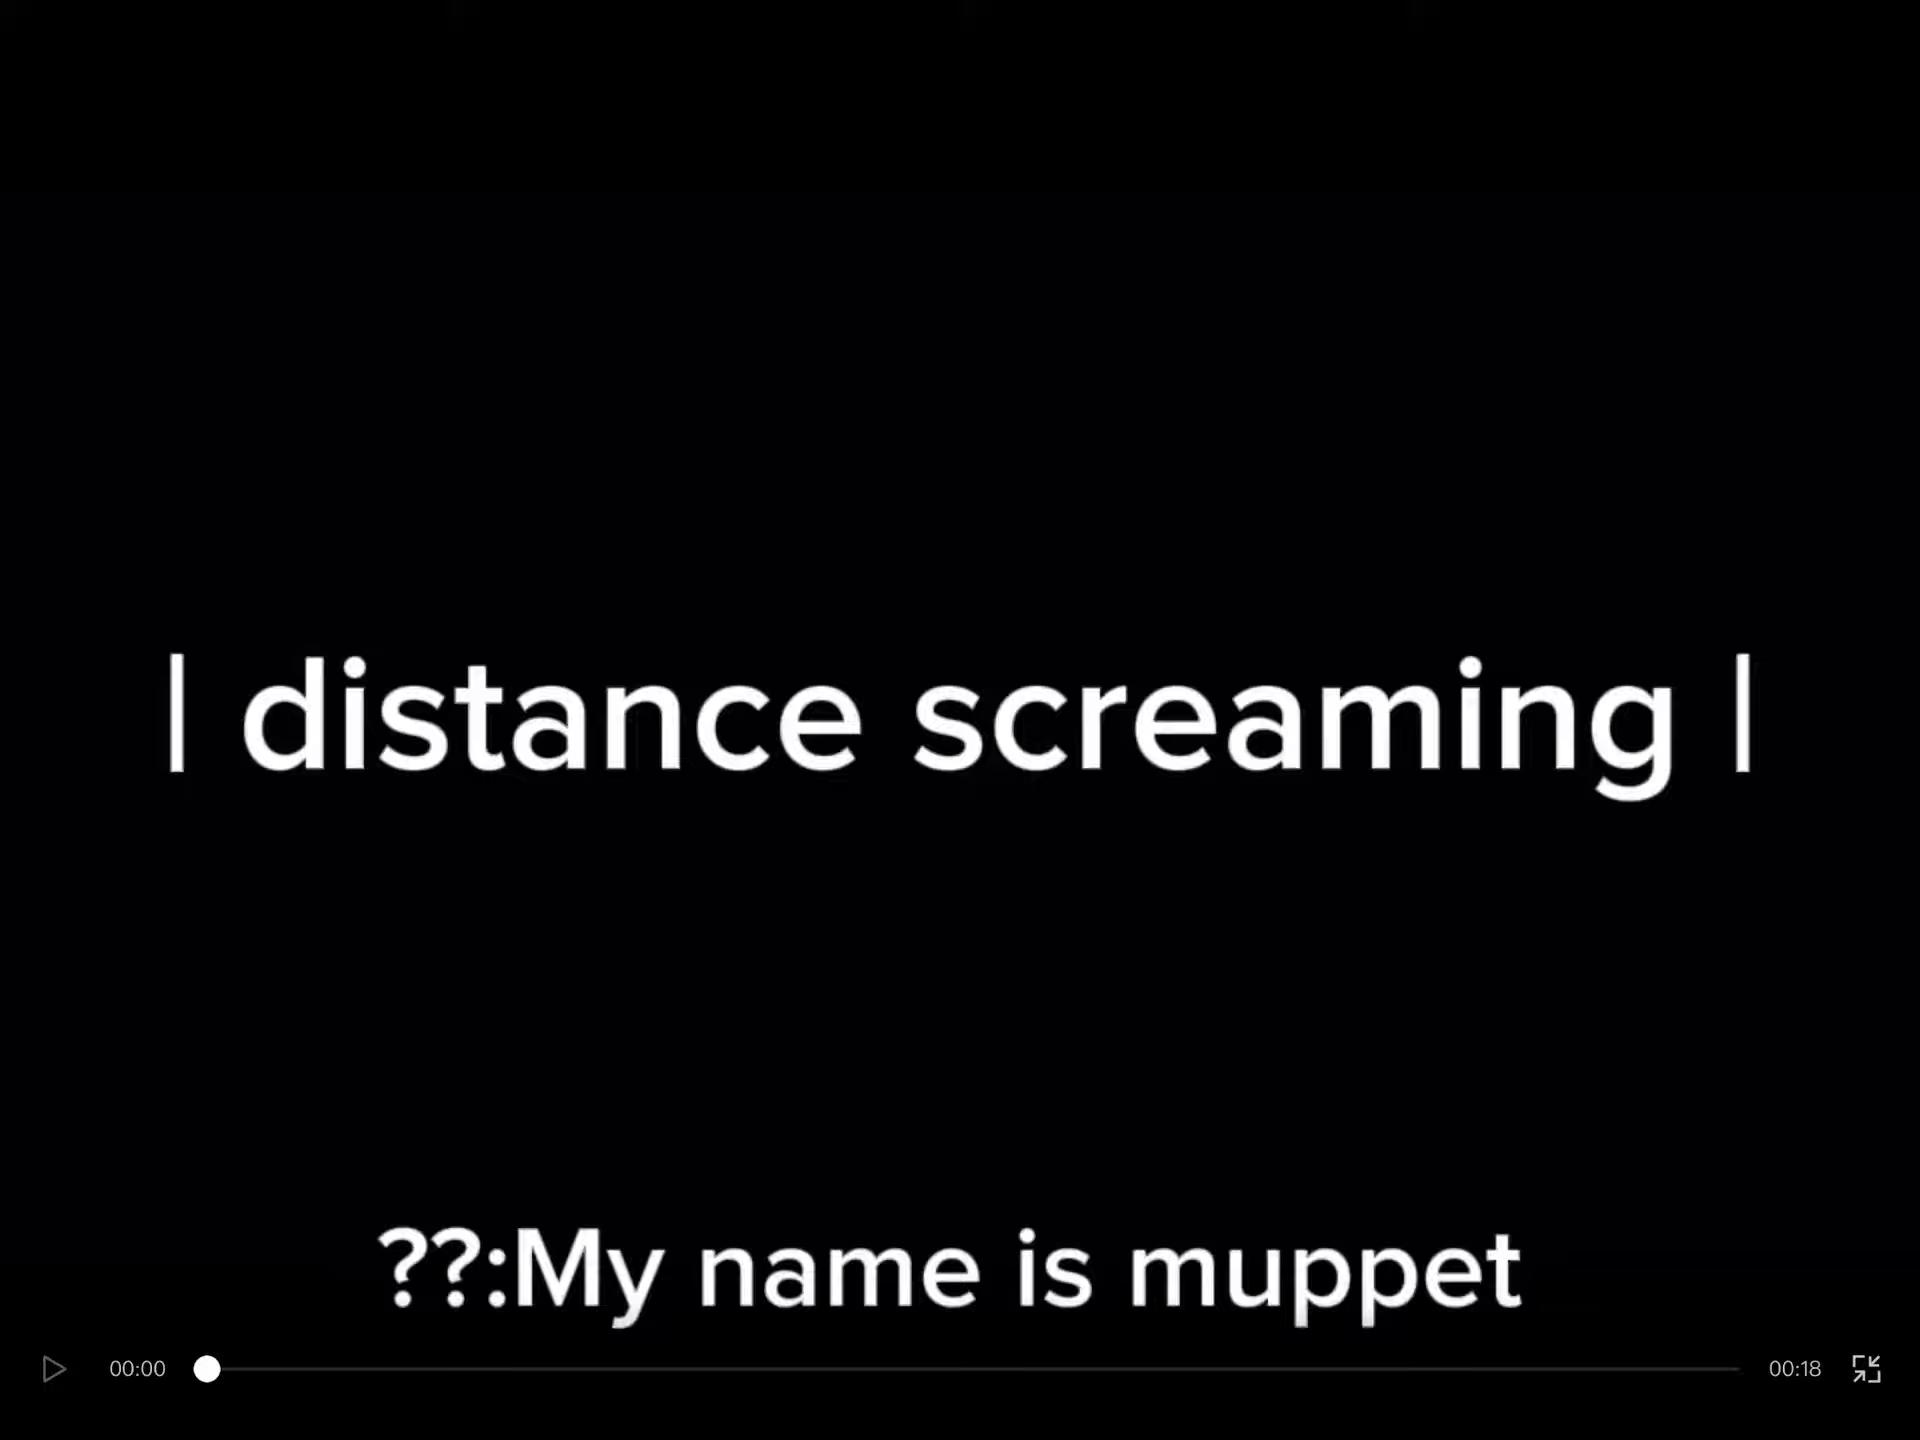 | distance screaming |
??:My name is muppet
00:00
00:18